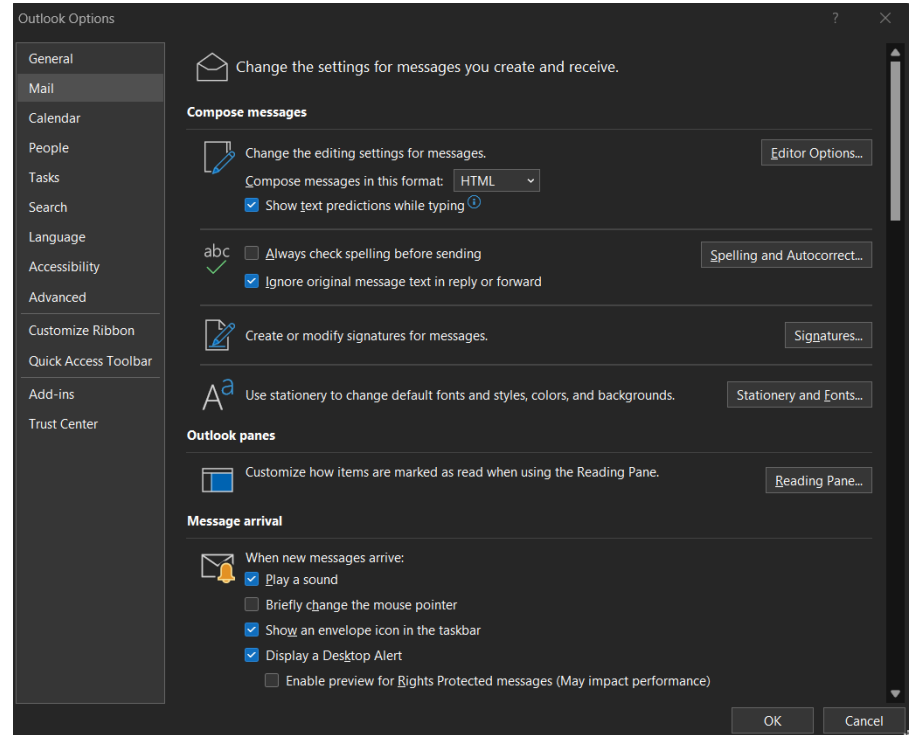 Outlook Options
?
General
Mail
Calendar
People
Tasks
Search
Language
Accessibility
Advanced
Customize Ribbon
Quick Access Toolbar
Add-ins
Trust Center
Change the settings for messages you create and receive.
Compose messages
Change the editing settings for messages.
Editor Options...
Compose messages in this format: HTML
Show text predictions while typing
abc
Always check spelling before sending
Spelling and Autocorrect...
Ignore original message text in reply or forward
Create or modify signatures for messages.
Signatures...
Aa
Use stationery to change default fonts and styles, colors, and backgrounds.
Stationery and Fonts...
Outlook panes
Customize how items are marked as read when using the Reading Pane.
Reading Pane...
Message arrival
When new messages arrive:
Play a sound
Briefly change the mouse pointer
Show an envelope icon in the taskbar
Display a Desktop Alert
Enable preview for Rights Protected messages (May impact performance)
OK
Cancel